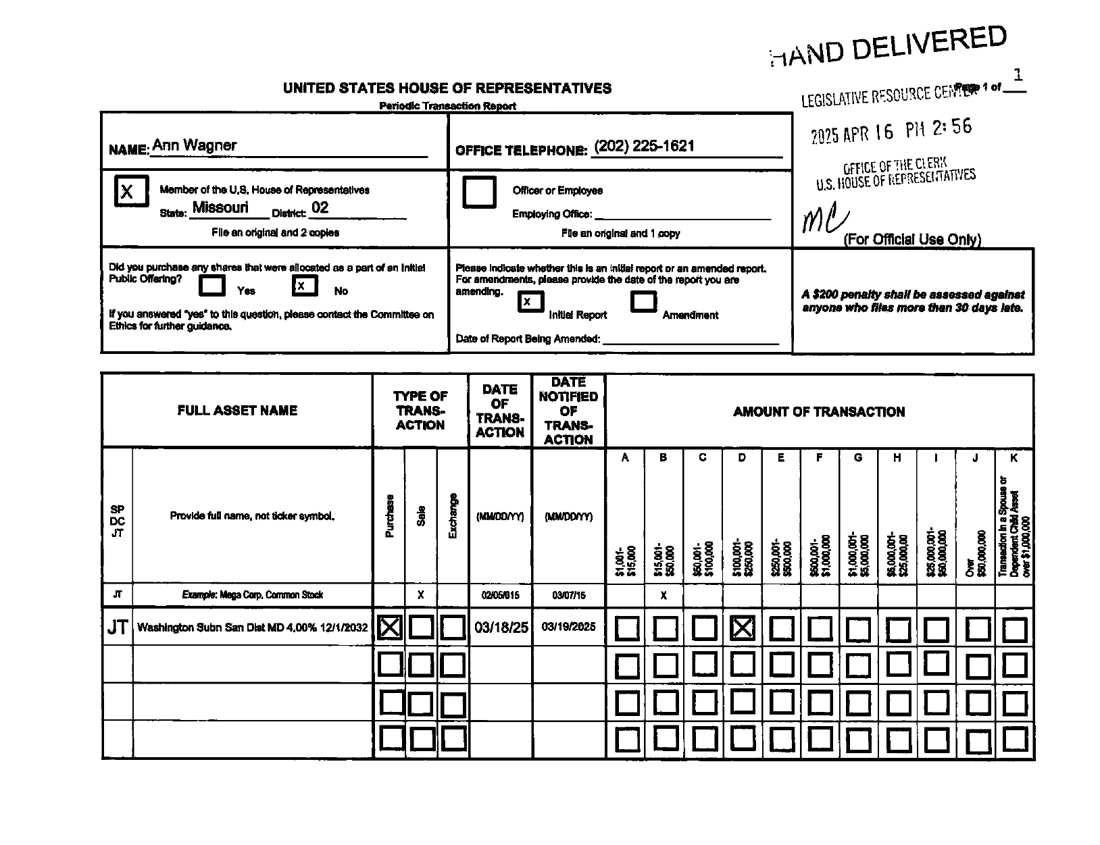 HAND DELIVERED
UNITED STATES HOUSE OF REPRESENTATIVES
Periodic Transaction Report
Page 1 of 1
LEGISLATIVE RESOURCE CENTER
2025 APR 16 PM 2:56
OFFICE OF THE CLERK
U.S. HOUSE OF REPRESENTATIVES
MC
(For Official Use Only)
NAME: Ann Wagner
OFFICE TELEPHONE: (202) 225-1621
X Member of the U.S. House of Representatives
State: Missouri District: 02
File an original and 2 copies
Officer or Employee
Employing Office:
File an original and 1 copy
Did you purchase any shares that were allocated as a part of an Initial
Public Offering? Yes X No
If you answered "yes" to this question, please contact the Committee on
Ethics for further guidance.
Please indicate whether this is an initial report or an amended report.
For amendments, please provide the date of the report you are
amending. X Initial Report Amendment
Date of Report Being Amended:
A $200 penalty shall be assessed against
anyone who files more than 30 days late.
FULL ASSET NAME
TYPE OF
TRANS-
ACTION
DATE
OF
TRANS-
ACTION
DATE
NOTIFIED
OF
TRANS-
ACTION
AMOUNT OF TRANSACTION
SP
DC
JT
Provide full name, not ticker symbol.
Purchase
Sale
Exchange
(MM/DD/YY)
(MM/DD/YY)
A
$1,001-
$15,000
B
$15,001-
$50,000
C
$50,001-
$100,000
D
$100,001-
$250,000
E
$250,001-
$500,000
F
$500,001-
$1,000,000
G
$1,000,001-
$5,000,000
H
$5,000,001-
$25,000,00
I
$25,000,001-
$50,000,000
J
Over
$50,000,000
K
Transaction in a Spouse or
Dependent Child Asset
over $1,000,000
JT Example: Mega Corp. Common Stock X 02/05/015 03/07/15 X
JT Washington Subn San Dist MD 4.00% 12/1/2032 X 03/18/25 03/19/2025 X